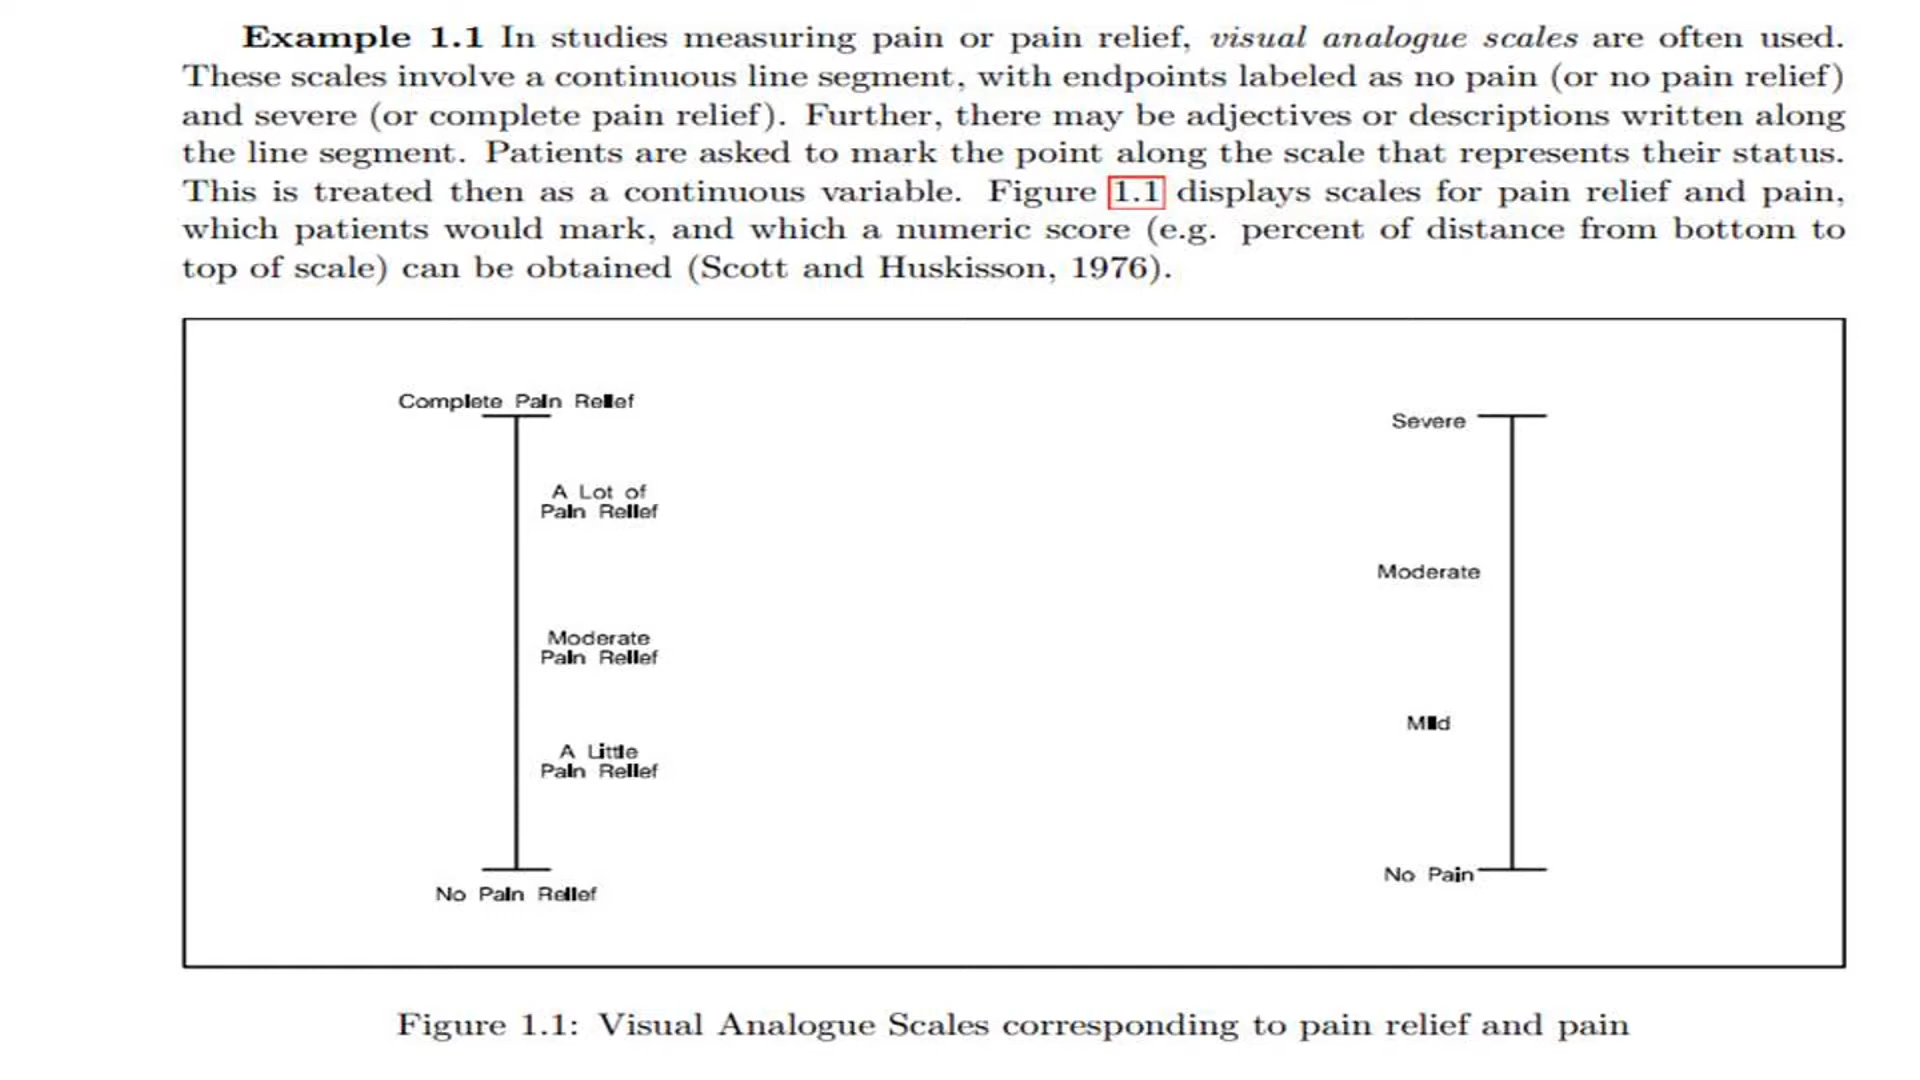 Example 1.1 In studies measuring pain or pain relief, visual analogue scales are often used.
These scales involve a continuous line segment, with endpoints labeled as no pain (or no pain relief)
and severe (or complete pain relief). Further, there may be adjectives or descriptions written along
the line segment. Patients are asked to mark the point along the scale that represents their status.
This is treated then as a continuous variable. Figure 1.1 displays scales for pain relief and pain,
which patients would mark, and which a numeric score (e.g. percent of distance from bottom to
top of scale) can be obtained (Scott and Huskisson, 1976).
Complete Pain Relief
A Lot of
Pain Relief
Moderate
Pain Relief
A Little
Pain Relief
No Pain Relief
Severe
Moderate
Mild
No Pain
Figure 1.1: Visual Analogue Scales corresponding to pain relief and pain